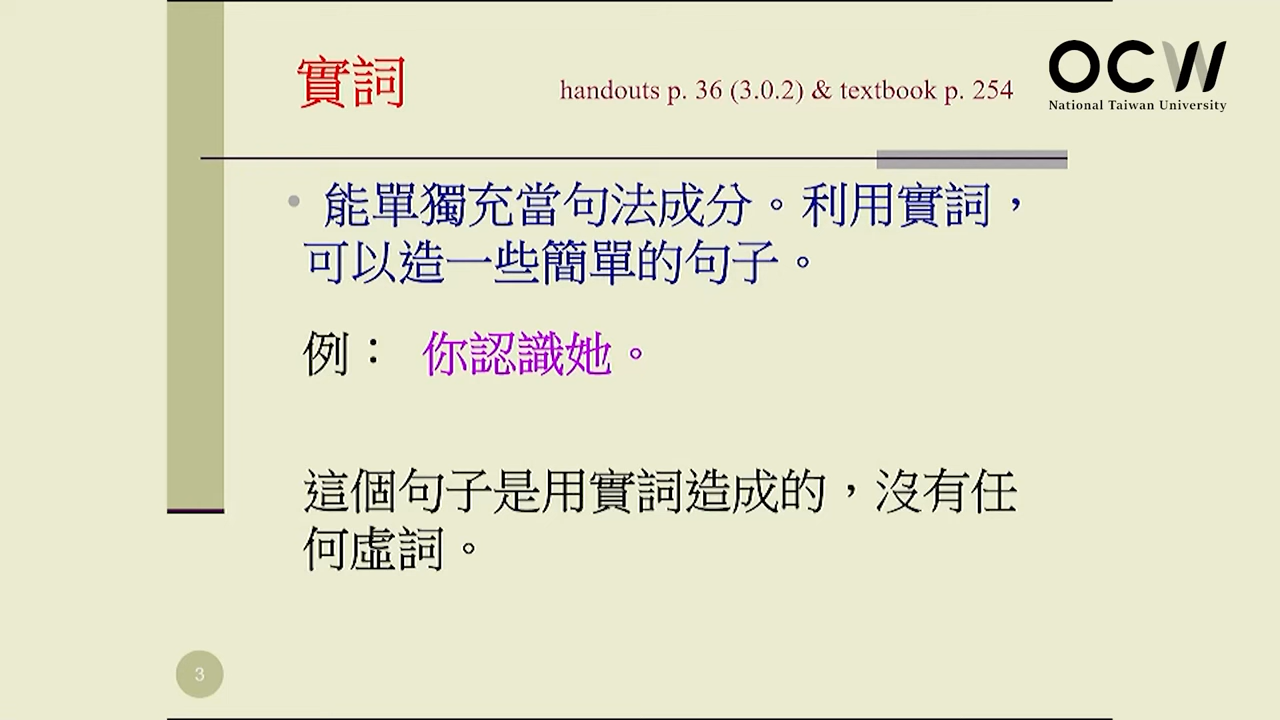 實詞
handouts p. 36 (3.0.2) & textbook p. 254
OCW
National Taiwan University
• 能單獨充當句法成分。利用實詞，
可以造一些簡單的句子。
例： 你認識她。
這個句子是用實詞造成的，沒有任
何虛詞。
3